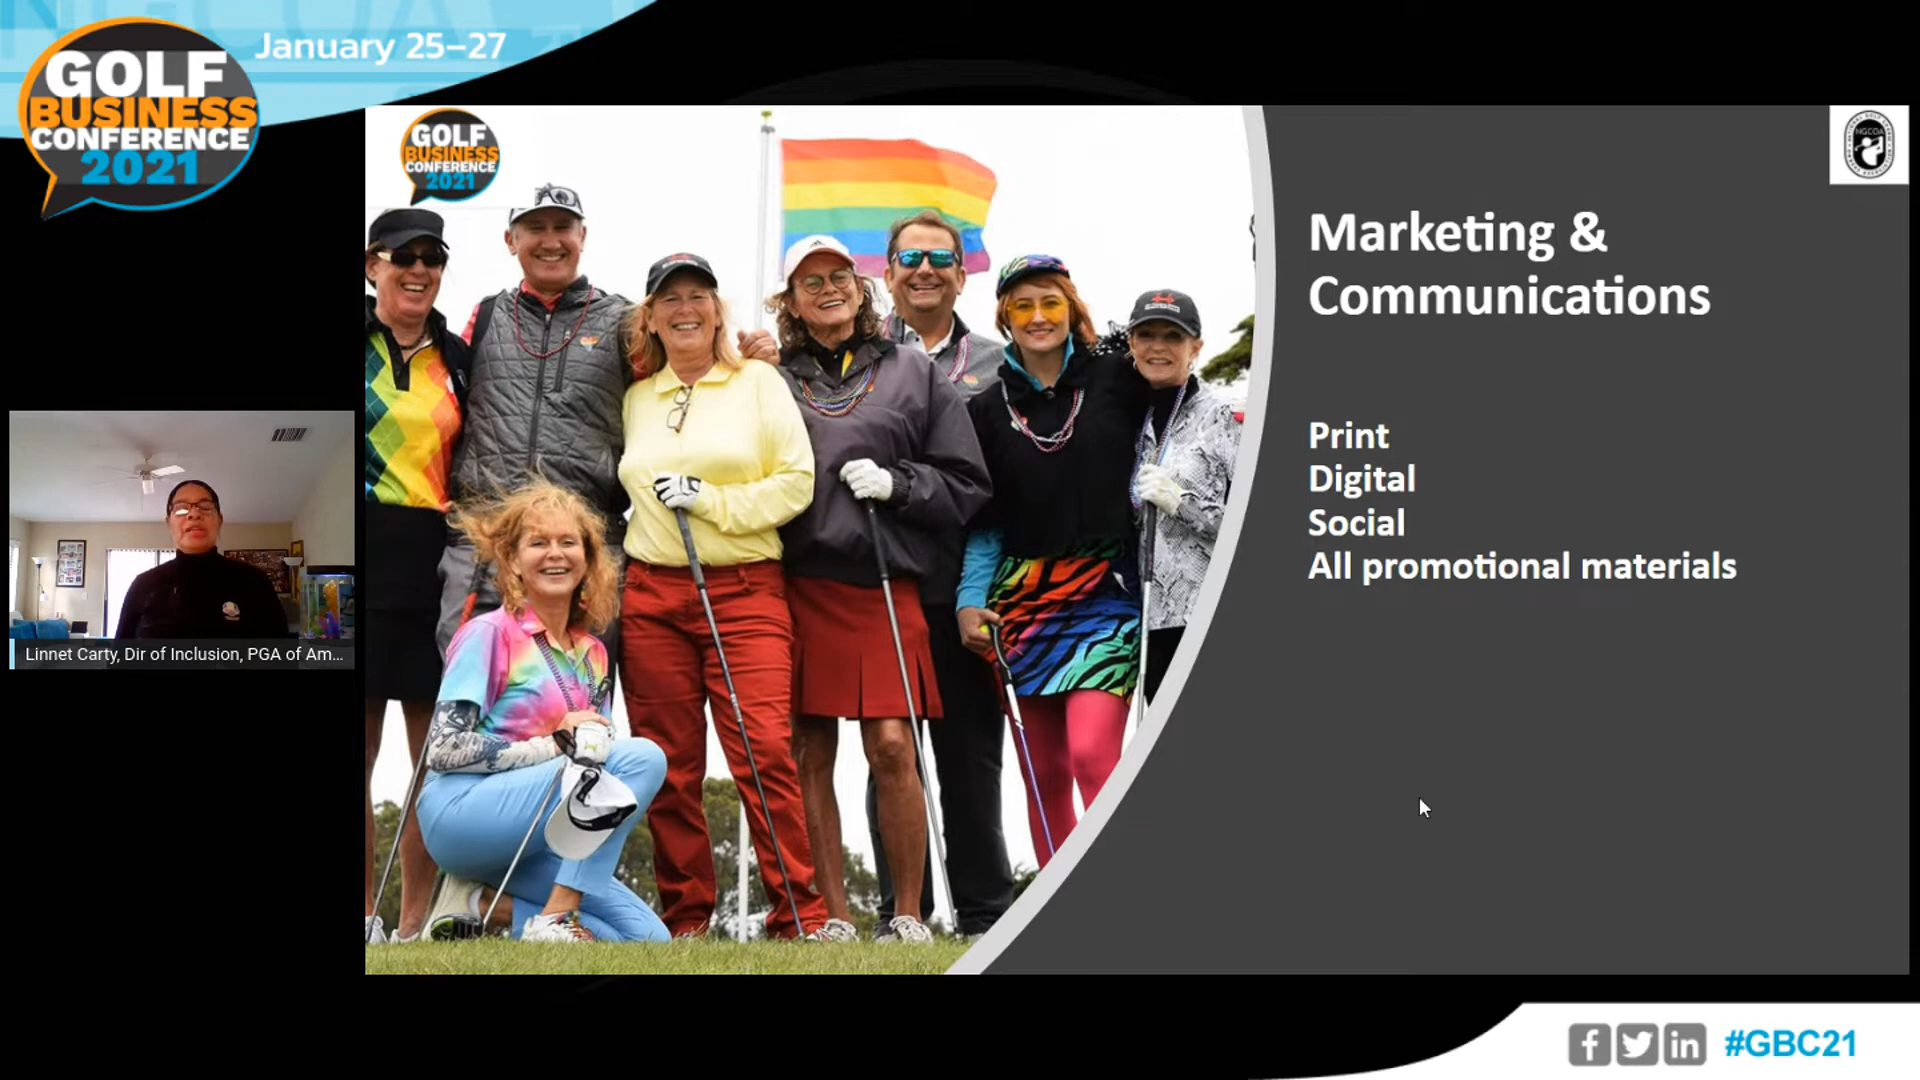 January 25–27
GOLF
BUSINESS
CONFERENCE
2021
GOLF
BUSINESS
CONFERENCE
2021
NGCOA
Marketing &
Communications
Print
Digital
Social
All promotional materials
Linnet Carty, Dir of Inclusion, PGA of Am...
#GBC21